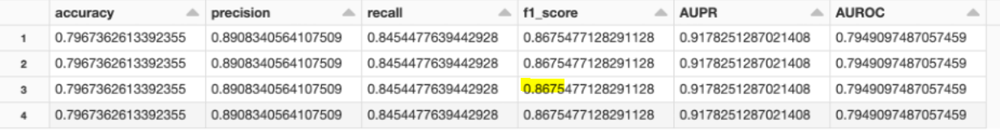 accuracy precision recall f1_score AUPR AUROC
1 0.7967362613392355 0.8908340564107509 0.8454477639442928 0.8675477128291128 0.9178251287021408 0.7949097487057459
2 0.7967362613392355 0.8908340564107509 0.8454477639442928 0.8675477128291128 0.9178251287021408 0.7949097487057459
3 0.7967362613392355 0.8908340564107509 0.8454477639442928 0.8675477128291128 0.9178251287021408 0.7949097487057459
4 0.7967362613392355 0.8908340564107509 0.8454477639442928 0.8675477128291128 0.9178251287021408 0.7949097487057459